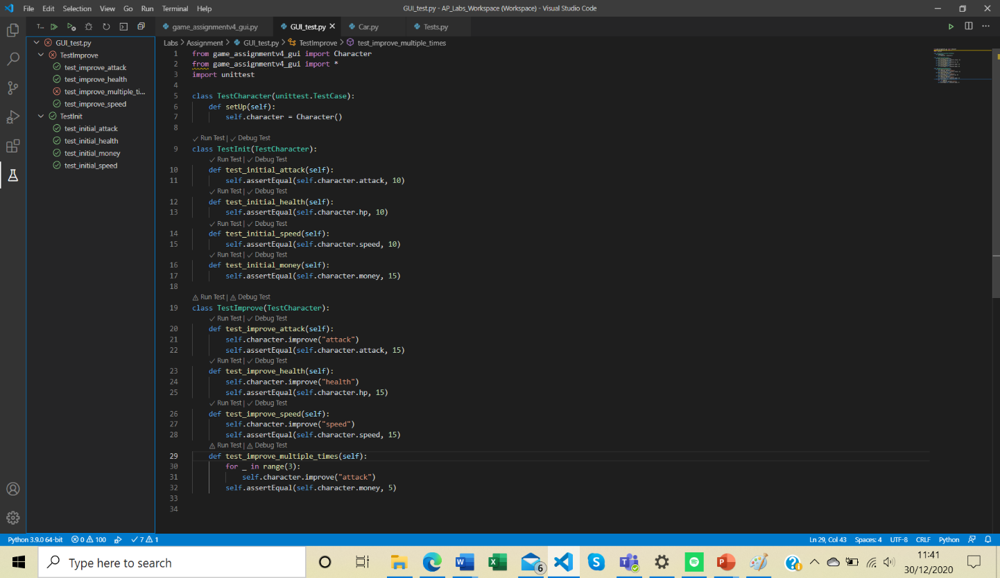 File Edit Selection View Go Run Terminal Help
GUI_test.py - AP_Labs_Workspace (Workspace) - Visual Studio Code
T...
game_assignmentv4_gui.py
GUI_test.py
Car.py
Tests.py
GUI_test.py
TestImprove
test_improve_attack
test_improve_health
test_improve_multiple_ti...
test_improve_speed
TestInit
test_initial_attack
test_initial_health
test_initial_money
test_initial_speed
Labs > Assignment > GUI_test.py > TestImprove > test_improve_multiple_times
1 from game_assignmentv4_gui import Character
2 from game_assignmentv4_gui import *
3 import unittest
4
5 class TestCharacter(unittest.TestCase):
6 def setUp(self):
7 self.character = Character()
8
Run Test | Debug Test
9 class TestInit(TestCharacter):
Run Test | Debug Test
10 def test_initial_attack(self):
11 self.assertEqual(self.character.attack, 10)
Run Test | Debug Test
12 def test_initial_health(self):
13 self.assertEqual(self.character.hp, 10)
Run Test | Debug Test
14 def test_initial_speed(self):
15 self.assertEqual(self.character.speed, 10)
Run Test | Debug Test
16 def test_initial_money(self):
17 self.assertEqual(self.character.money, 15)
18
Run Test | Debug Test
19 class TestImprove(TestCharacter):
Run Test | Debug Test
20 def test_improve_attack(self):
21 self.character.improve("attack")
22 self.assertEqual(self.character.attack, 15)
Run Test | Debug Test
23 def test_improve_health(self):
24 self.character.improve("health")
25 self.assertEqual(self.character.hp, 15)
Run Test | Debug Test
26 def test_improve_speed(self):
27 self.character.improve("speed")
28 self.assertEqual(self.character.speed, 15)
Run Test | Debug Test
29 def test_improve_multiple_times(self):
30 for _ in range(3):
31 self.character.improve("attack")
32 self.assertEqual(self.character.money, 5)
33
34
Python 3.9.0 64-bit 0 100 7 1
Ln 29, Col 43 Spaces: 4 UTF-8 CRLF Python
Type here to search
6
11:41
30/12/2020